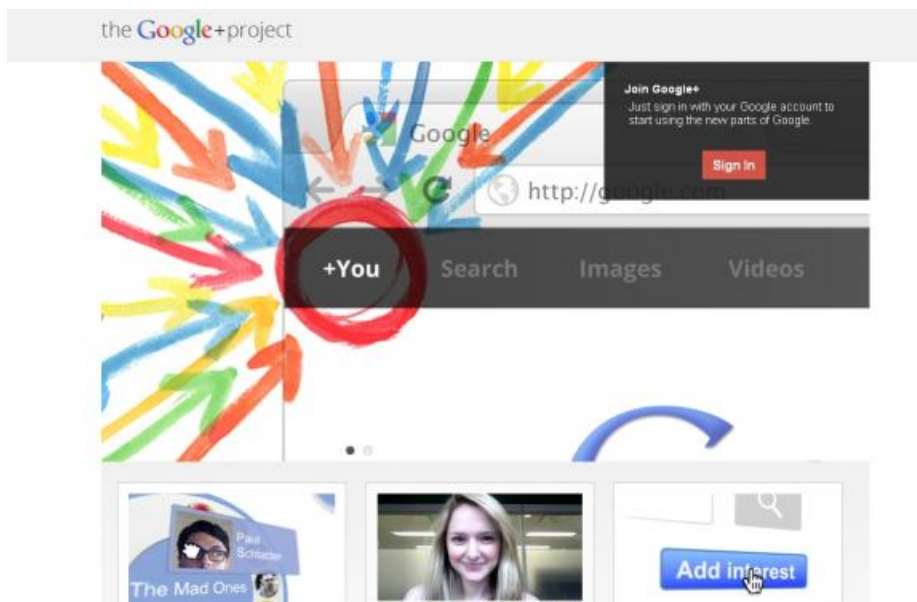 the Google+project
Join Google+
Just sign in with your Google account to
start using the new parts of Google.
Sign In
Google
http://google.com
+You Search Images Videos
Paul
Schlacter
The Mad Ones
Add interest